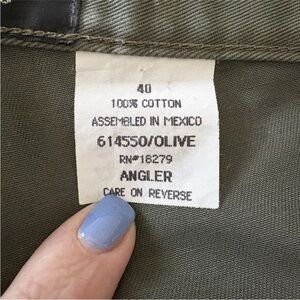 40
100% COTTON
ASSEMBLED IN MEXICO
614550/OLIVE
RN#18279
ANGLER
CARE ON REVERSE